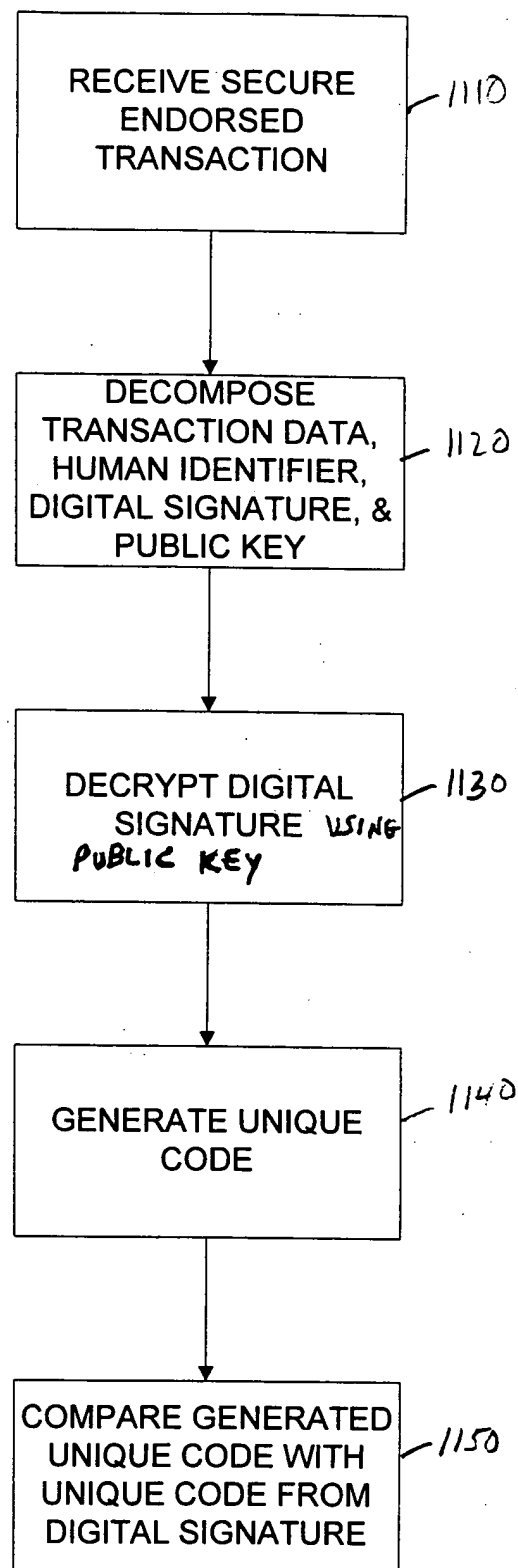 RECEIVE SECURE
ENDORSED
TRANSACTION
1110
DECOMPOSE
TRANSACTION DATA,
HUMAN IDENTIFIER,
DIGITAL SIGNATURE, &
PUBLIC KEY
1120
DECRYPT DIGITAL
SIGNATURE USING
PUBLIC KEY
1130
GENERATE UNIQUE
CODE
1140
COMPARE GENERATED
UNIQUE CODE WITH
UNIQUE CODE FROM
DIGITAL SIGNATURE
1150